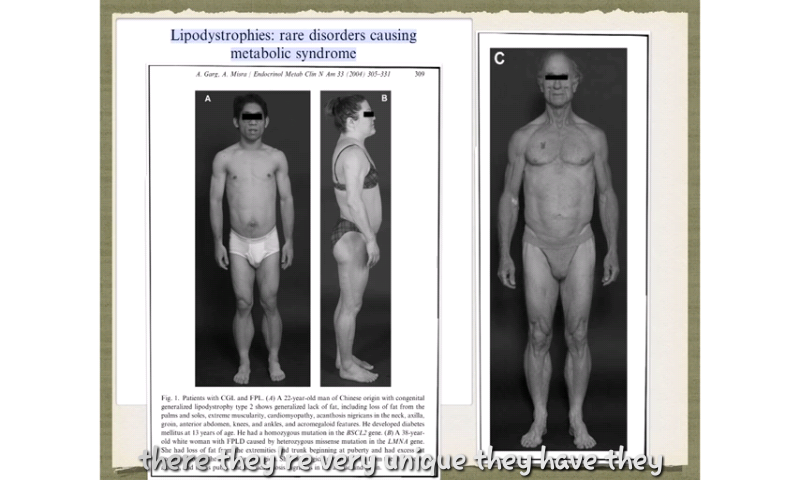 Lipodystrophies: rare disorders causing
metabolic syndrome
A. Garg, A. Misra / Endocrinol Metab Clin N Am 33 (2004) 305–331 309
A
B
C
Fig. 1. Patients with CGL and FPL. (A) A 22-year-old man of Chinese origin with congenital
generalized lipodystrophy type 2 shows generalized lack of fat, including loss of fat from the
palms and soles, extreme muscularity, cardiomyopathy, acanthosis nigricans in the neck, axilla,
groin, anterior abdomen, knees, and ankles, and acromegaloid features. He developed diabetes
mellitus at 13 years of age. He had a homozygous mutation in the BSCL2 gene. (B) A 38-year-
old white woman with FPLD caused by heterozygous missense mutation in the LMNA gene.
She had loss of fat from the extremities and trunk beginning at puberty and had excess
there they're very unique they have they